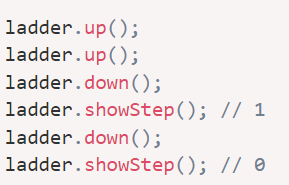 ladder.up();
ladder.up();
ladder.down();
ladder.showStep(); // 1
ladder.down();
ladder.showStep(); // 0